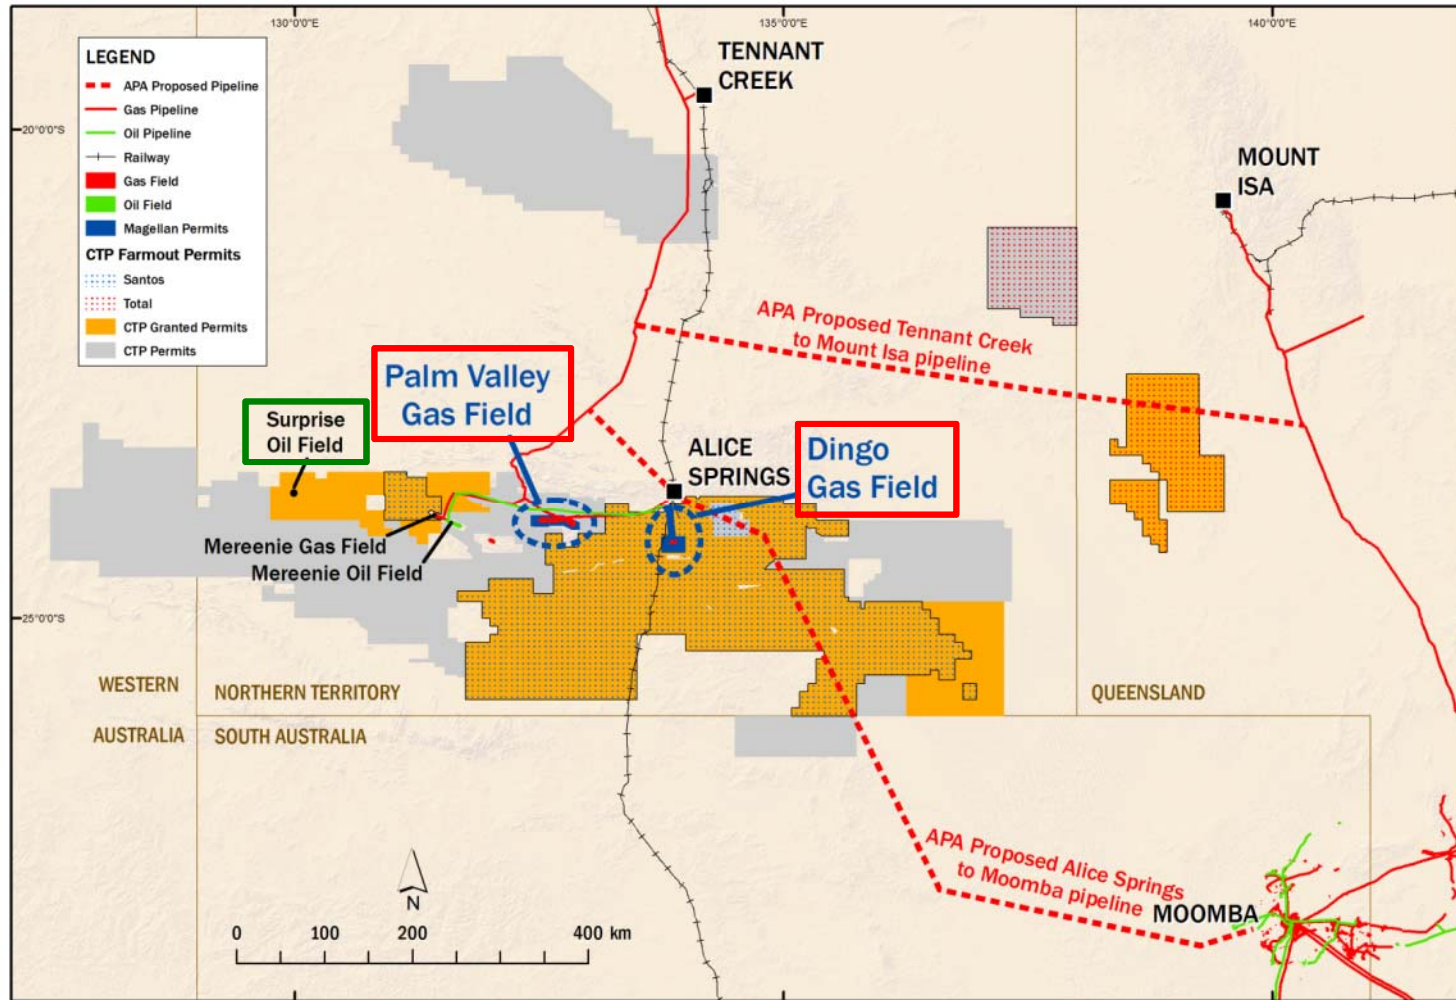 130°0'0"E
135°0'0"E
140°0'0"E
20°0'0"S
25°0'0"S
LEGEND
APA Proposed Pipeline
Gas Pipeline
Oil Pipeline
Railway
Gas Field
Oil Field
Magellan Permits
CTP Farmout Permits
Santos
Total
CTP Granted Permits
CTP Permits
TENNANT
CREEK
MOUNT
ISA
APA Proposed Tennant Creek
to Mount Isa pipeline
Palm Valley
Gas Field
Surprise
Oil Field
ALICE
SPRINGS
Dingo
Gas Field
Mereenie Gas Field
Mereenie Oil Field
WESTERN
AUSTRALIA
NORTHERN TERRITORY
SOUTH AUSTRALIA
QUEENSLAND
APA Proposed Alice Springs
to Moomba pipeline
MOOMBA
N
0 100 200 400 km